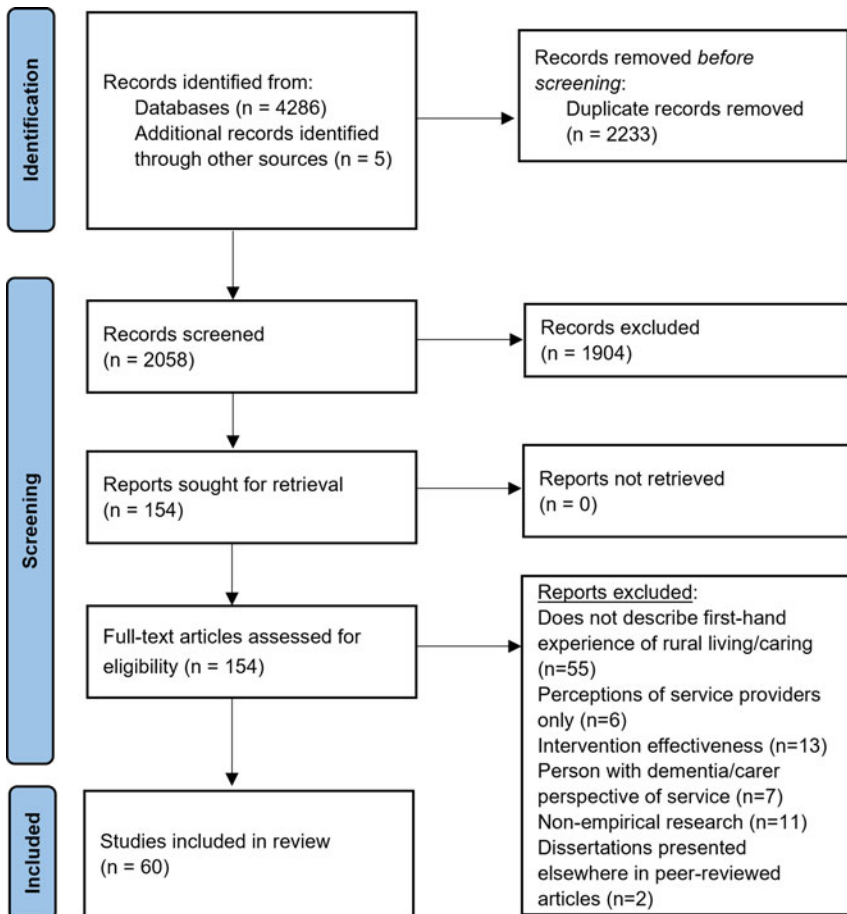 Identification
Records identified from:
Databases (n = 4286)
Additional records identified
through other sources (n = 5)
Records removed before
screening:
Duplicate records removed
(n = 2233)
Screening
Records screened
(n = 2058)
Records excluded
(n = 1904)
Reports sought for retrieval
(n = 154)
Reports not retrieved
(n = 0)
Full-text articles assessed for
eligibility (n = 154)
Reports excluded:
Does not describe first-hand
experience of rural living/caring
(n=55)
Perceptions of service providers
only (n=6)
Intervention effectiveness (n=13)
Person with dementia/carer
perspective of service (n=7)
Non-empirical research (n=11)
Dissertations presented
elsewhere in peer-reviewed
articles (n=2)
Included
Studies included in review
(n = 60)